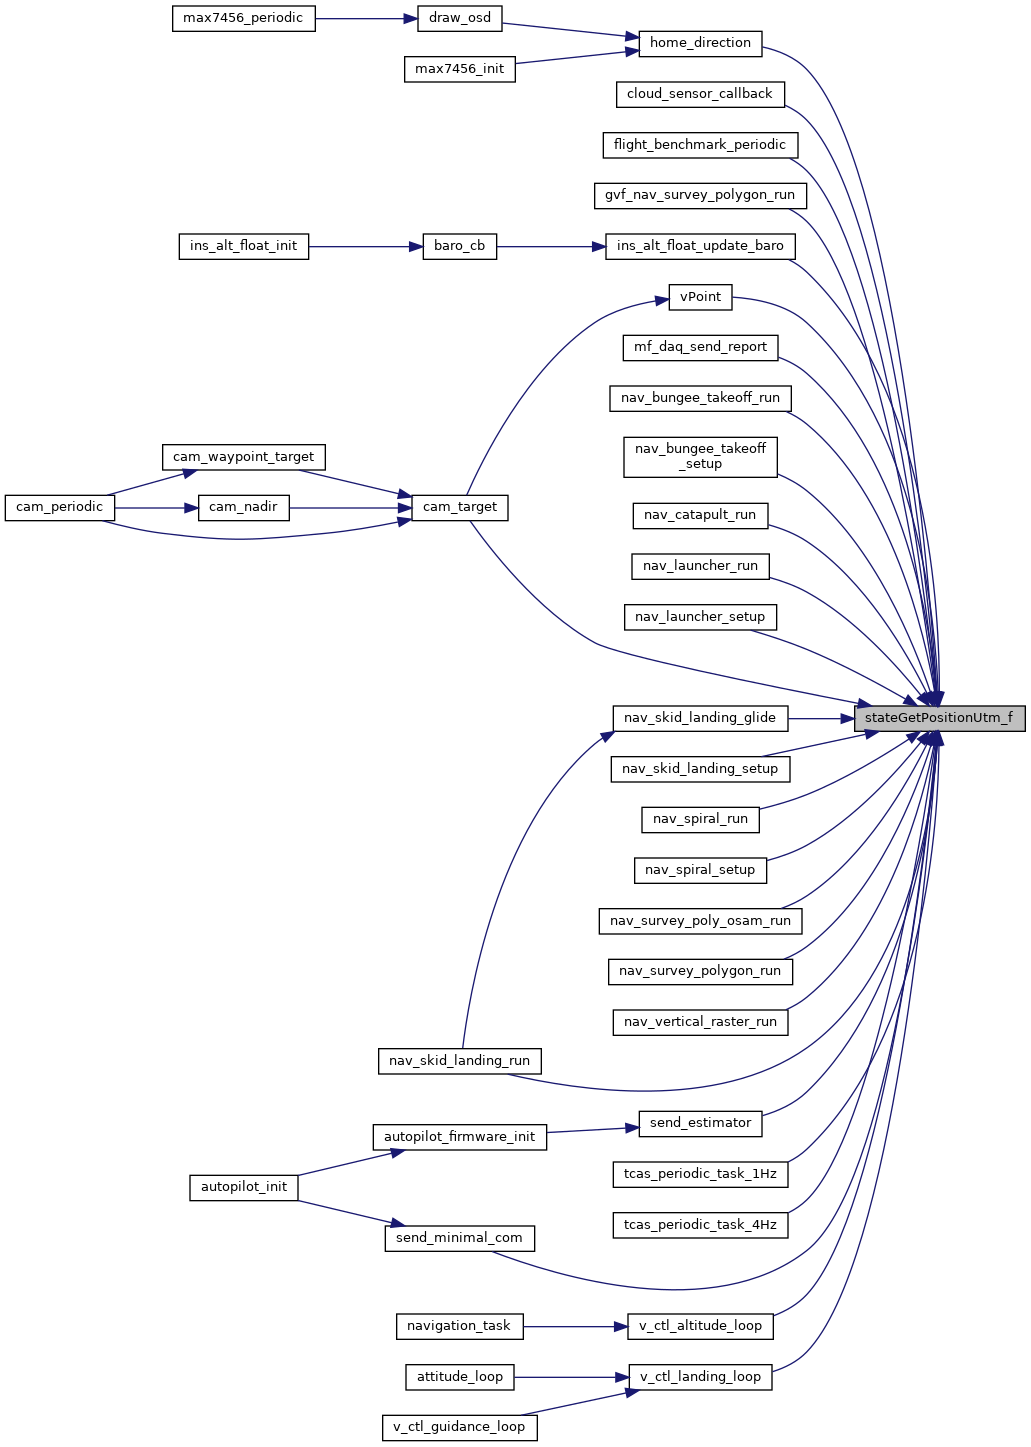 max7456_periodic
draw_osd
home_direction
max7456_init
cloud_sensor_callback
flight_benchmark_periodic
gvf_nav_survey_polygon_run
ins_alt_float_init
baro_cb
ins_alt_float_update_baro
vPoint
mf_daq_send_report
nav_bungee_takeoff_run
nav_bungee_takeoff
_setup
cam_waypoint_target
cam_periodic
cam_nadir
cam_target
nav_catapult_run
nav_launcher_run
nav_launcher_setup
stateGetPositionUtm_f
nav_skid_landing_glide
nav_skid_landing_setup
nav_spiral_run
nav_spiral_setup
nav_survey_poly_osam_run
nav_survey_polygon_run
nav_vertical_raster_run
nav_skid_landing_run
send_estimator
autopilot_firmware_init
tcas_periodic_task_1Hz
autopilot_init
tcas_periodic_task_4Hz
send_minimal_com
navigation_task
v_ctl_altitude_loop
attitude_loop
v_ctl_landing_loop
v_ctl_guidance_loop